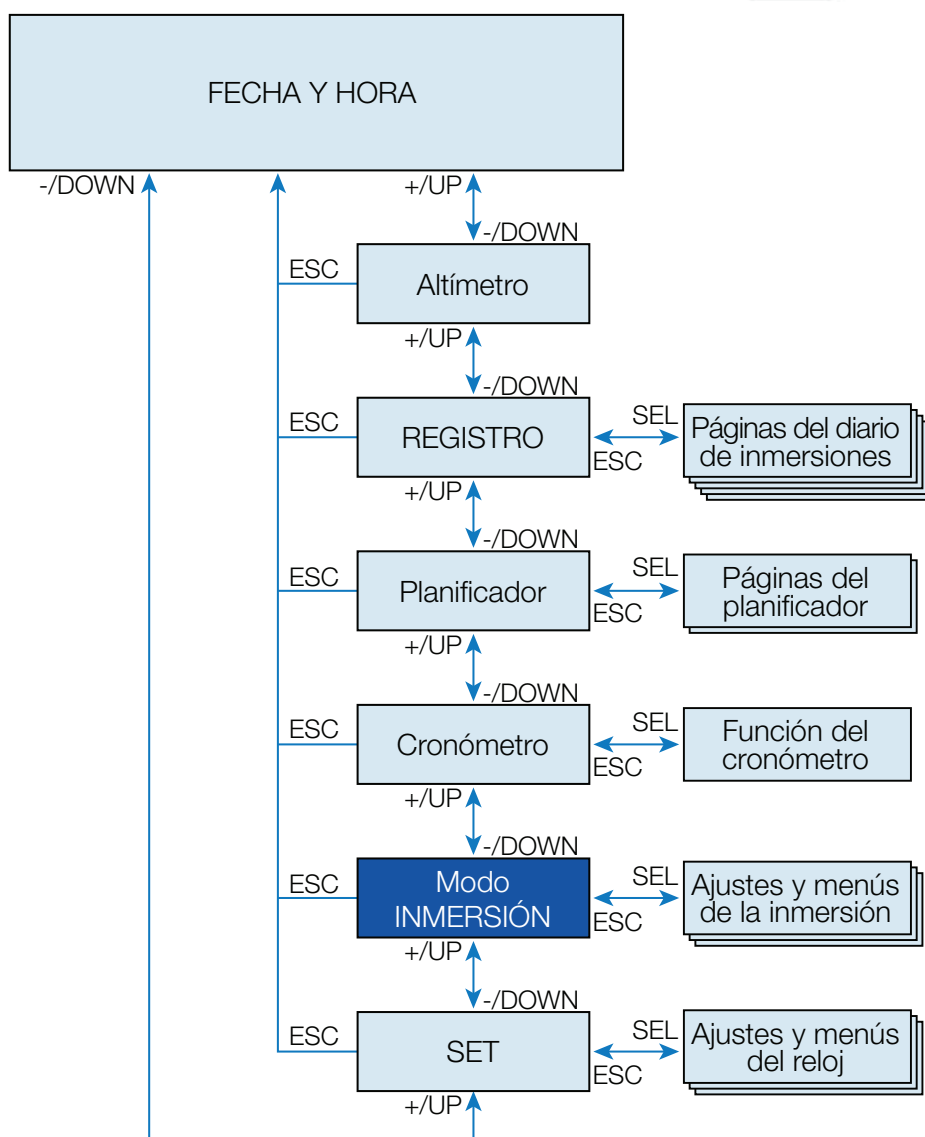 FECHA Y HORA
-/DOWN
+/UP
-/DOWN
ESC
Altímetro
+/UP
-/DOWN
ESC
REGISTRO
SEL
ESC
Páginas del diario
de inmersiones
+/UP
-/DOWN
ESC
Planificador
SEL
ESC
Páginas del
planificador
+/UP
-/DOWN
ESC
Cronómetro
SEL
ESC
Función del
cronómetro
+/UP
-/DOWN
ESC
Modo
INMERSIÓN
SEL
ESC
Ajustes y menús
de la inmersión
+/UP
-/DOWN
ESC
SET
SEL
ESC
Ajustes y menús
del reloj
+/UP